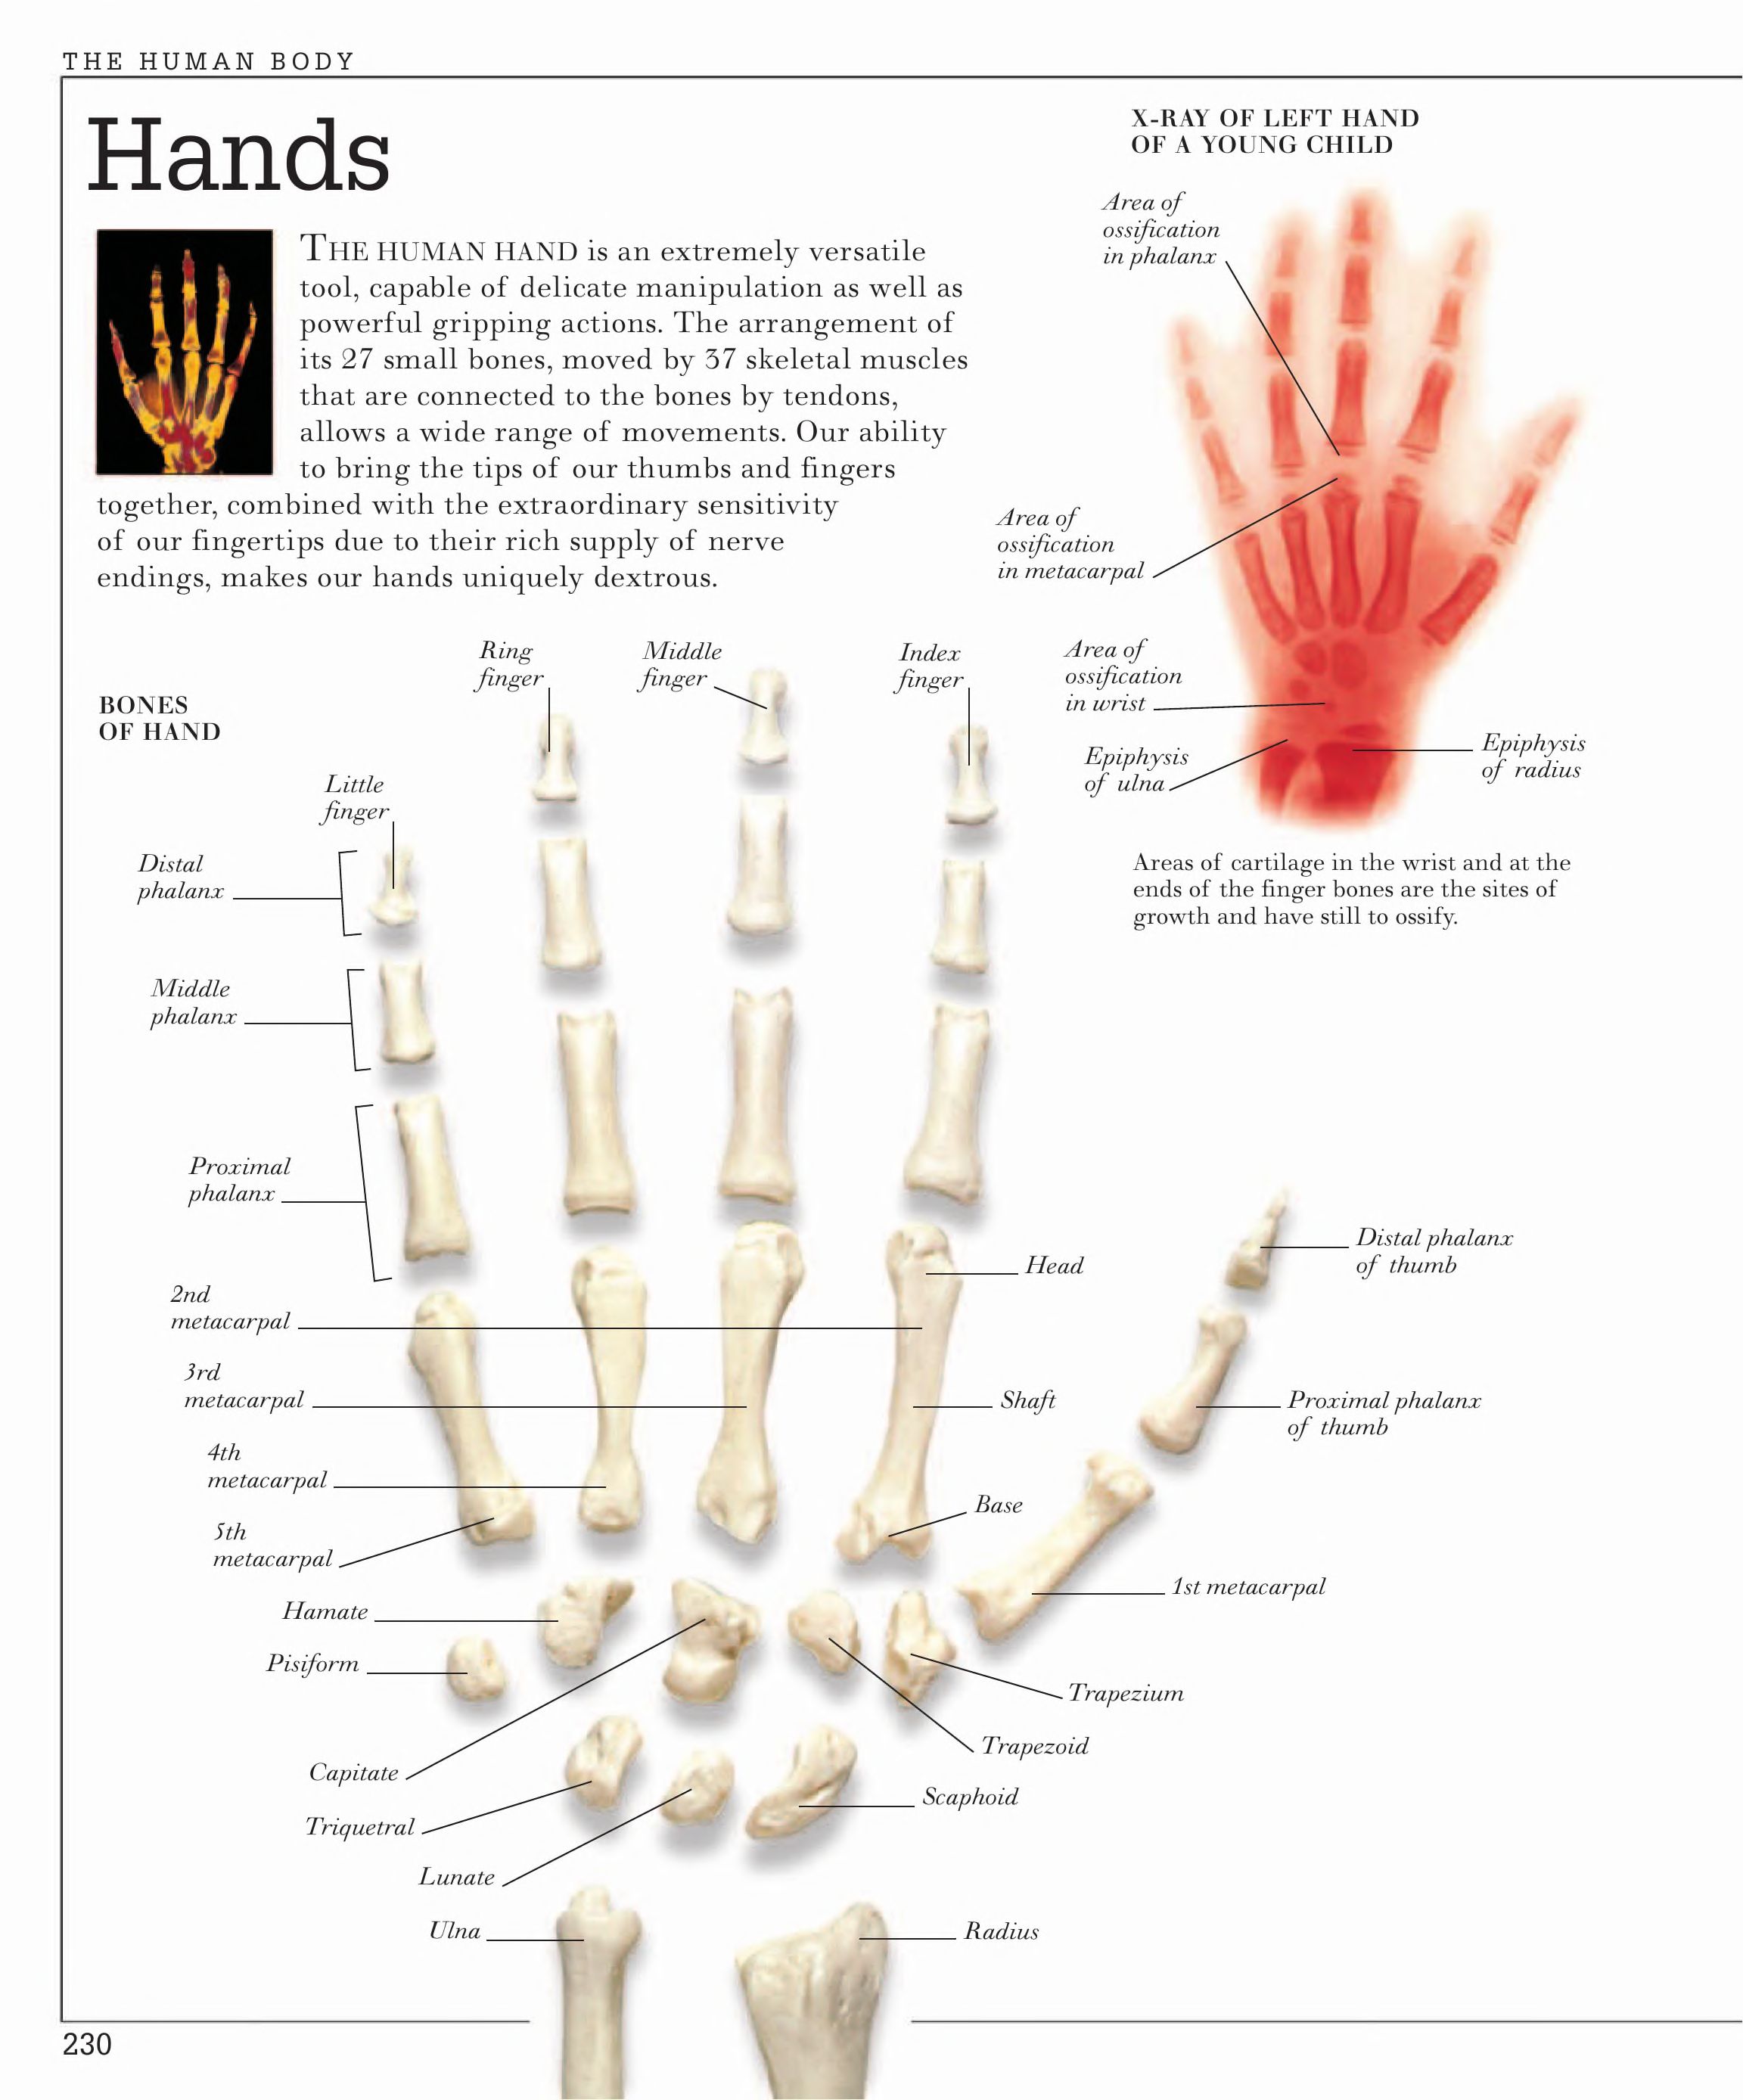 THE HUMAN BODY
Hands
THE HUMAN HAND is an extremely versatile
tool, capable of delicate manipulation as well as
powerful gripping actions. The arrangement of
its 27 small bones, moved by 37 skeletal muscles
that are connected to the bones by tendons,
allows a wide range of movements. Our ability
to bring the tips of our thumbs and fingers
together, combined with the extraordinary sensitivity
of our fingertips due to their rich supply of nerve
endings, makes our hands uniquely dextrous.
X-RAY OF LEFT HAND
OF A YOUNG CHILD
Area of
ossification
in phalanx
Area of
ossification
in metacarpal
Area of
ossification
in wrist
Epiphysis
of ulna
Epiphysis
of radius
Areas of cartilage in the wrist and at the
ends of the finger bones are the sites of
growth and have still to ossify.
BONES
OF HAND
Ring
finger
Middle
finger
Index
finger
Little
finger
Distal
phalanx
Middle
phalanx
Proximal
phalanx
2nd
metacarpal
3rd
metacarpal
4th
metacarpal
5th
metacarpal
Hamate
Pisiform
Capitate
Triquetral
Lunate
Ulna
Head
Shaft
Base
Distal phalanx
of thumb
Proximal phalanx
of thumb
1st metacarpal
Trapezium
Trapezoid
Scaphoid
Radius
230